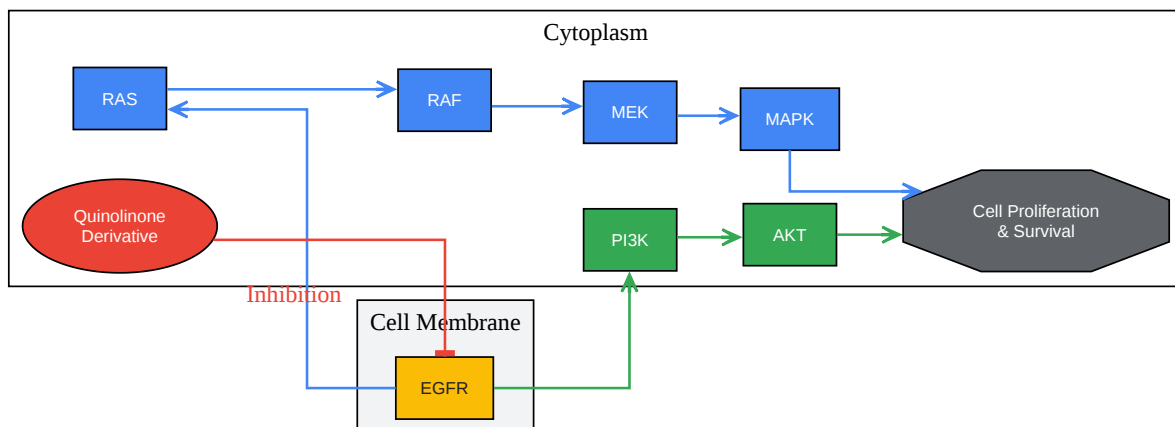 Cytoplasm
RAS
RAF
MEK
MAPK
Quinolinone
Derivative
PI3K
AKT
Cell Proliferation
& Survival
Inhibition
Cell Membrane
EGFR